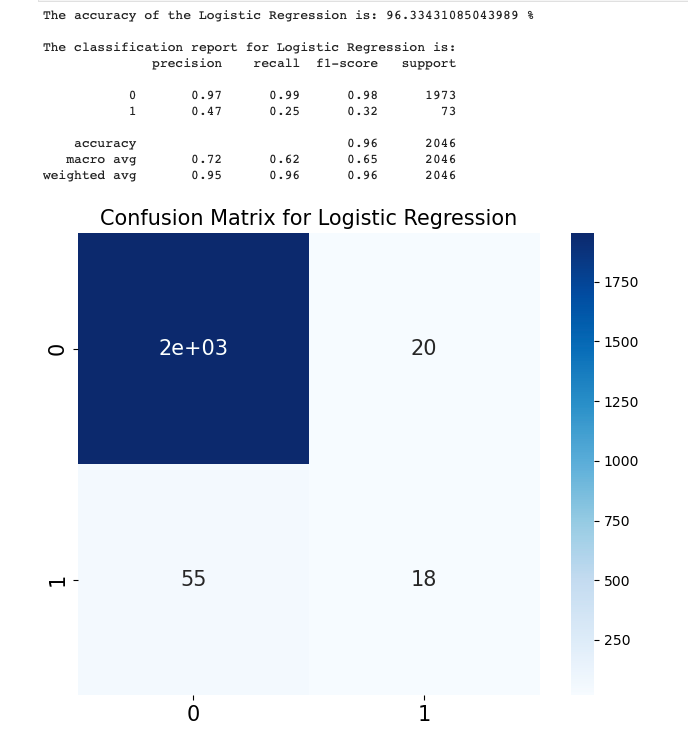 The accuracy of the Logistic Regression is: 96.33431085043989 %
The classification report for Logistic Regression is:
precision recall f1-score support
0 0.97 0.99 0.98 1973
1 0.47 0.25 0.32 73
accuracy 0.96 2046
macro avg 0.72 0.62 0.65 2046
weighted avg 0.95 0.96 0.96 2046
Confusion Matrix for Logistic Regression
1750
0 2e+03 20
1500
1250
1000
750
1 55 18
500
250
0 1